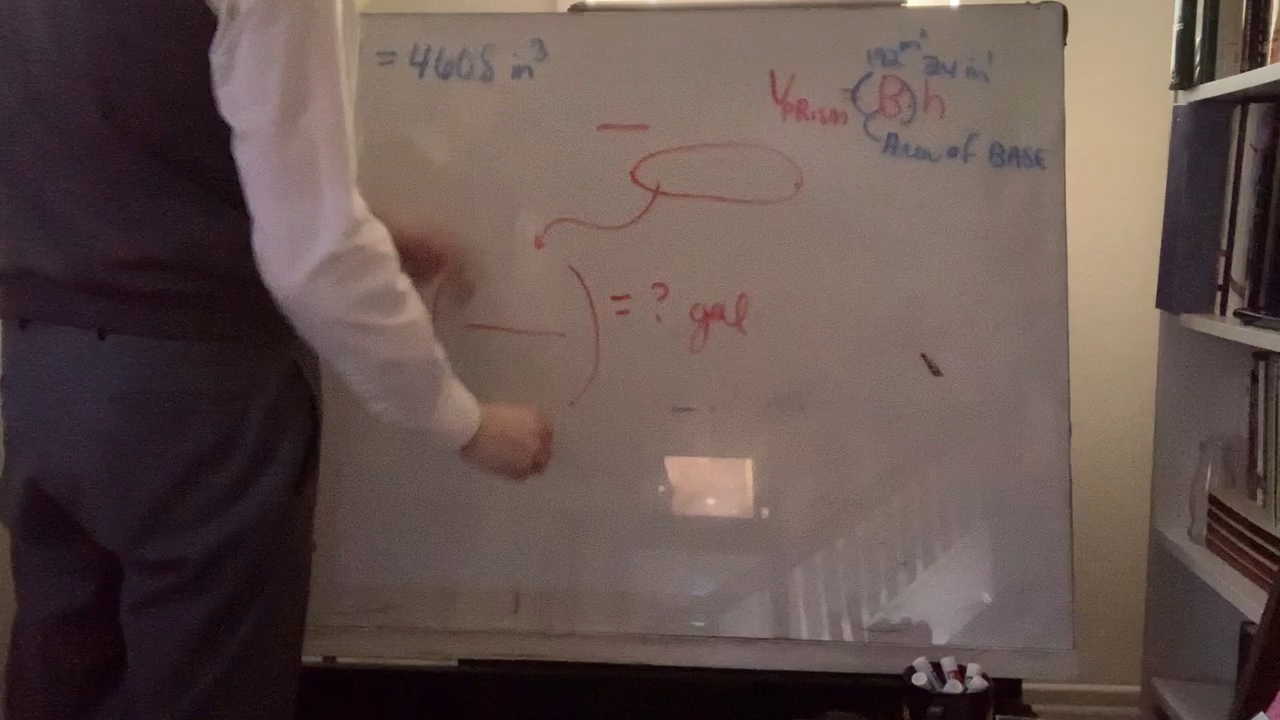 = 4608 in³
192 in² 24 in
V PRism = (B) h
Area of BASE
= ? gal